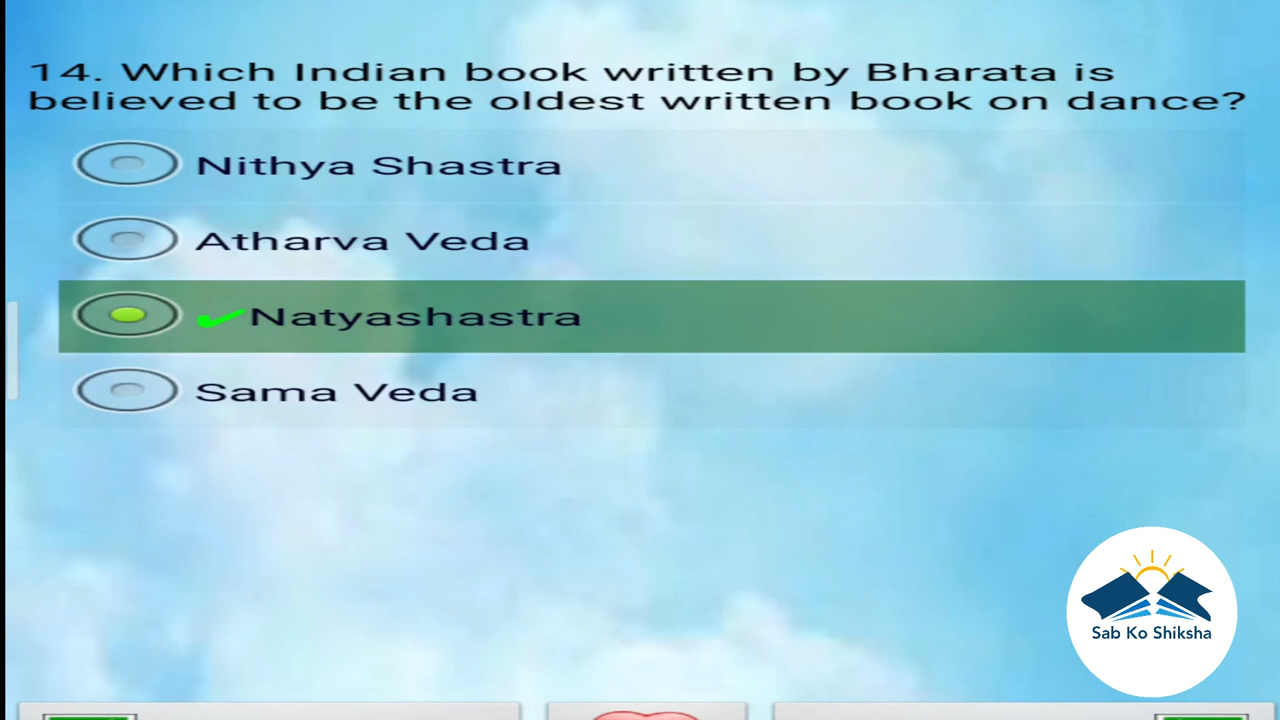 14. Which Indian book written by Bharata is
believed to be the oldest written book on dance?
Nithya Shastra
Atharva Veda
Natyashastra
Sama Veda
Sab Ko Shiksha